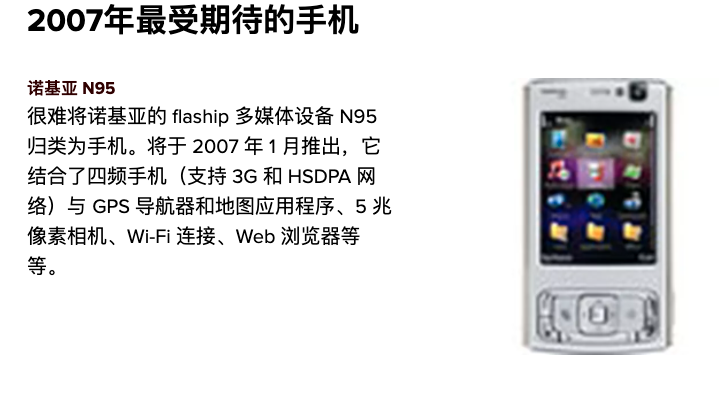 2007年最受期待的手机
诺基亚 N95
很难将诺基亚的 flaship 多媒体设备 N95
归类为手机。将于 2007 年 1 月推出，它
结合了四频手机（支持 3G 和 HSDPA 网
络）与 GPS 导航器和地图应用程序、5 兆
像素相机、Wi-Fi 连接、Web 浏览器等
等。